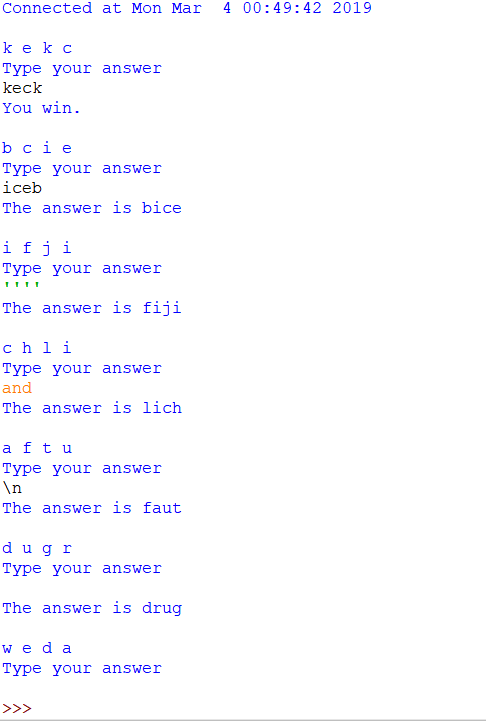 Connected at Mon Mar  4 00:49:42 2019
k e k c
Type your answer
keck
You win.
b c i e
Type your answer
iceb
The answer is bice
i f j i
Type your answer
''''
The answer is fiji
c h l i
Type your answer
and
The answer is lich
a f t u
Type your answer
\n
The answer is faut
d u g r
Type your answer
The answer is drug
w e d a
Type your answer
>>>